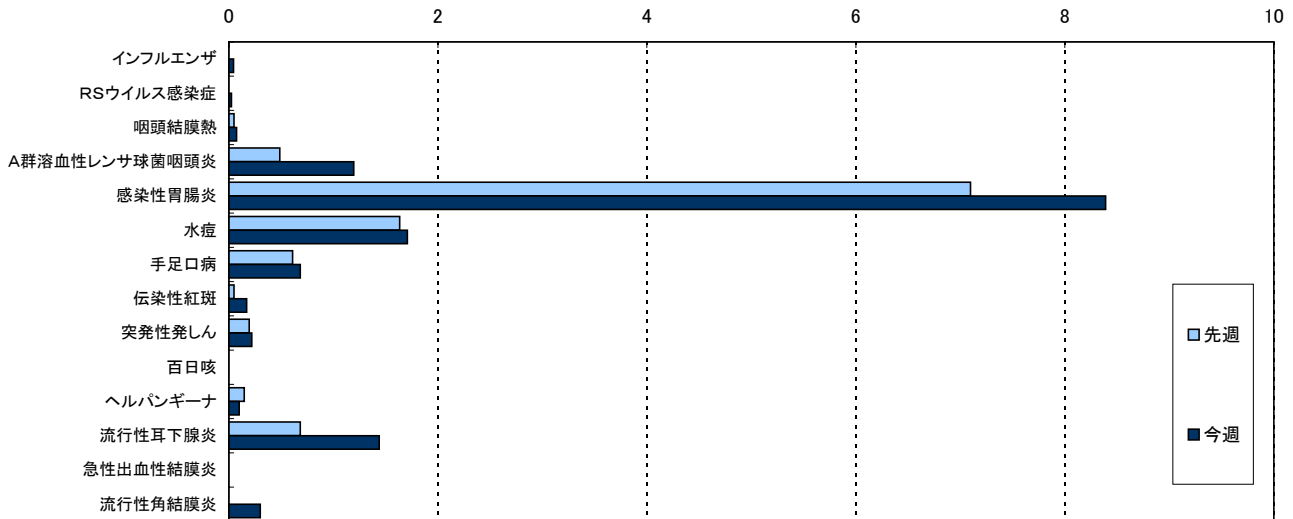 0 2 4 6 8 10
インフルエンザ
RSウイルス感染症
咽頭結膜熱
A群溶血性レンサ球菌咽頭炎
感染性胃腸炎
水痘
手足口病
伝染性紅斑
突発性発しん
百日咳
ヘルパンギーナ
流行性耳下腺炎
急性出血性結膜炎
流行性角結膜炎
先週
今週